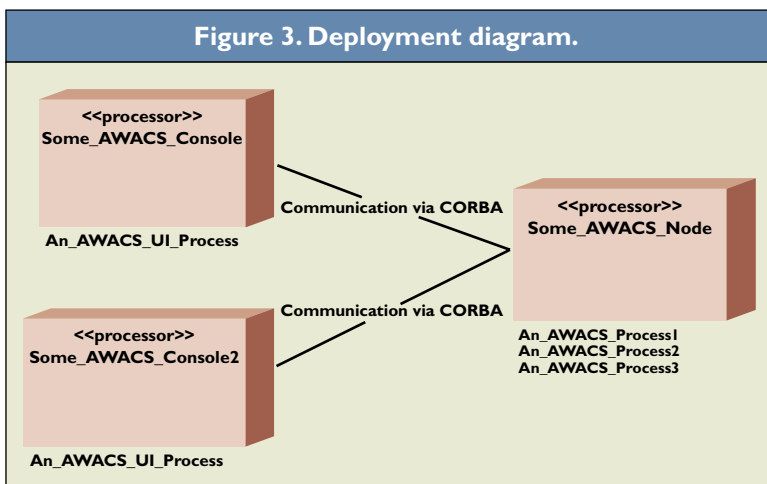 Figure 3. Deployment diagram.
<<processor>>
Some_AWACS_Console
An_AWACS_UI_Process
Communication via CORBA
<<processor>>
Some_AWACS_Node
An_AWACS_Process1
An_AWACS_Process2
An_AWACS_Process3
Communication via CORBA
<<processor>>
Some_AWACS_Console2
An_AWACS_UI_Process